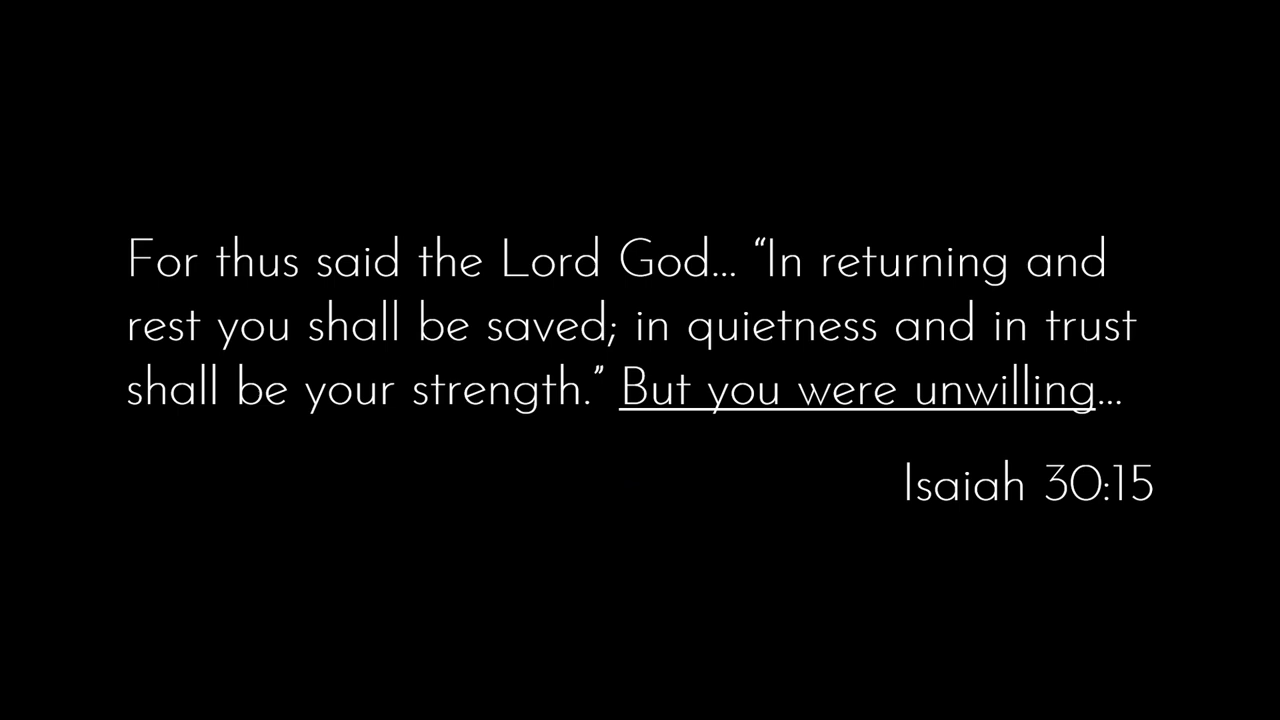 For thus said the Lord God... “In returning and
rest you shall be saved; in quietness and in trust
shall be your strength.” But you were unwilling...
Isaiah 30:15